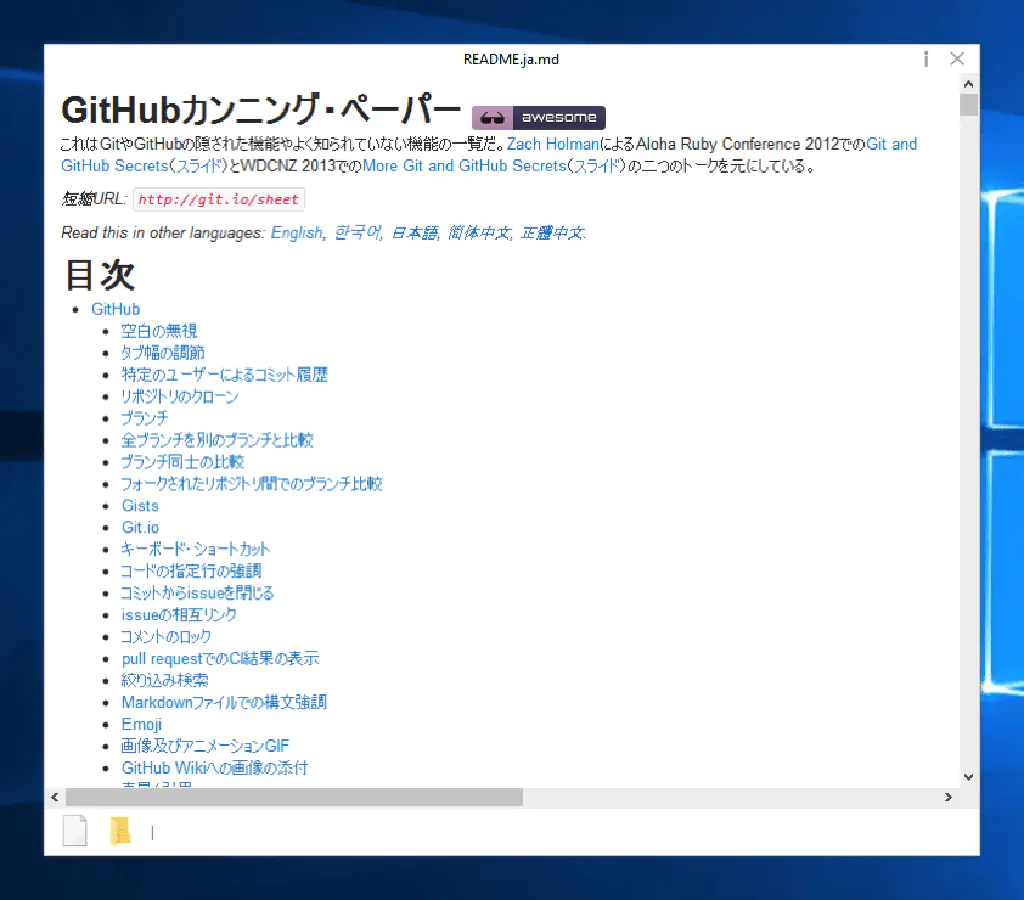 README.ja.md
GitHubカンニング・ペーパー awesome
これはGitやGitHubの隠された機能やよく知られていない機能の一覧だ。Zach HolmanによるAloha Ruby Conference 2012でのGit and
GitHub Secrets(スライド)とWDCNZ 2013でのMore Git and GitHub Secrets(スライド)の二つのトークを元にしている。
短縮URL: http://git.io/sheet
Read this in other languages: English, 한국어, 日本語, 简体中文, 正體中文.
目次
GitHub
空白の無視
タブ幅の調節
特定のユーザーによるコミット履歴
リポジトリのクローン
ブランチ
全ブランチを別のブランチと比較
ブランチ同士の比較
フォークされたリポジトリ間でのブランチ比較
Gists
Git.io
キーボード・ショートカット
コードの指定行の強調
コミットからissueを閉じる
issueの相互リンク
コメントのロック
pull requestでのCI結果の表示
絞り込み検索
Markdownファイルでの構文強調
Emoji
画像及びアニメーションGIF
GitHub Wikiへの画像の添付